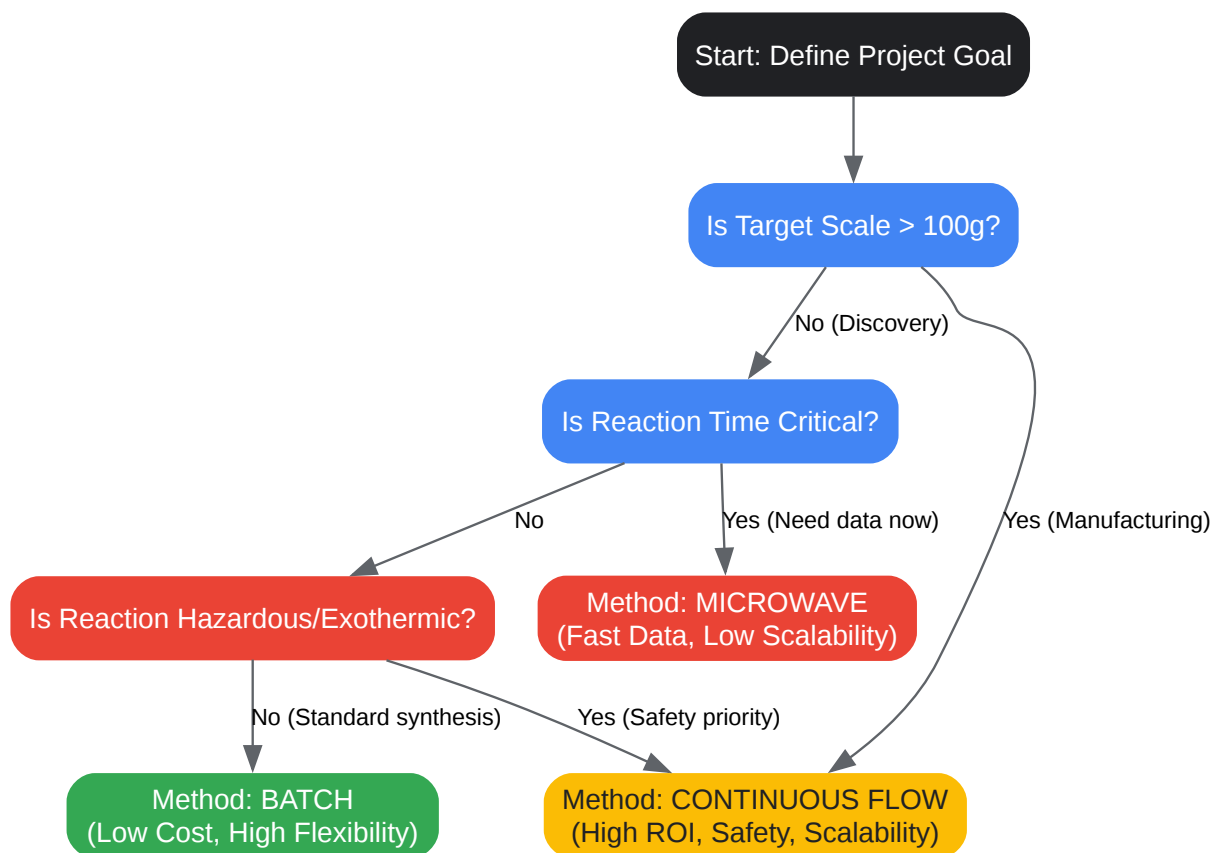 Start: Define Project Goal
Is Target Scale > 100g?
No (Discovery)
Is Reaction Time Critical?
No
Yes (Need data now)
Yes (Manufacturing)
Is Reaction Hazardous/Exothermic?
Method: MICROWAVE
(Fast Data, Low Scalability)
No (Standard synthesis)
Yes (Safety priority)
Method: BATCH
(Low Cost, High Flexibility)
Method: CONTINUOUS FLOW
(High ROI, Safety, Scalability)